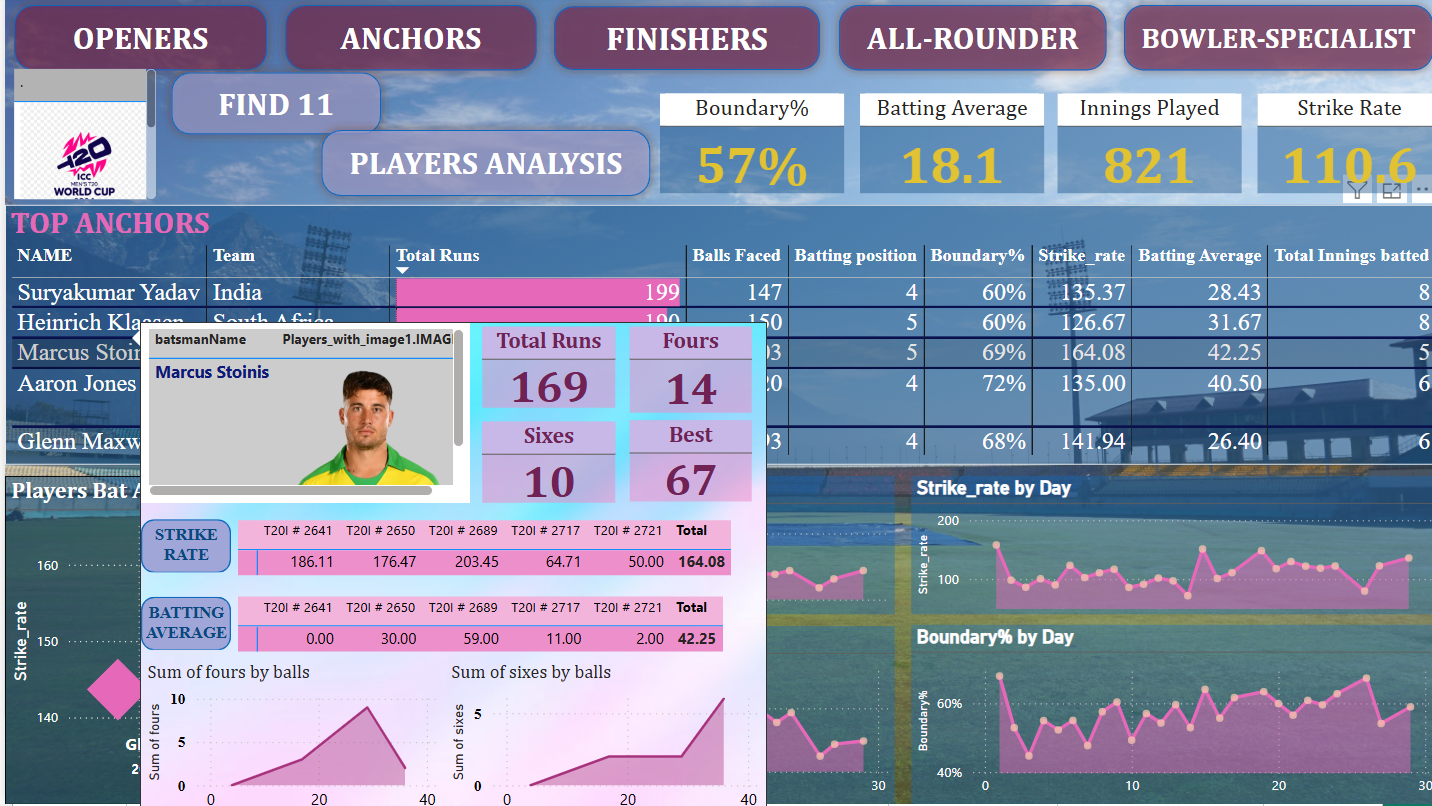 OPENERS ANCHORS FINISHERS ALL-ROUNDER BOWLER-SPECIALIST
FIND 11
PLAYERS ANALYSIS
T20
ICC
MEN'S T20
WORLD CUP
Boundary% Batting Average Innings Played Strike Rate
57% 18.1 821 110.6
TOP ANCHORS
NAME Team Total Runs Balls Faced Batting position Boundary% Strike_rate Batting Average Total Innings batted
Suryakumar Yadav India 199 147 4 60% 135.37 28.43 8
Heinrich Klaasen South Africa 190 150 5 60% 126.67 31.67 8
Marcus Stoin 03 5 69% 164.08 42.25 5
Aaron Jones 20 4 72% 135.00 40.50 6
Glenn Maxw 93 4 68% 141.94 26.40 6
batsmanName Players_with_image1.IMAG
Marcus Stoinis
Total Runs Fours
169 14
Sixes Best
10 67
STRIKE RATE
T20I # 2641 T20I # 2650 T20I # 2689 T20I # 2717 T20I # 2721 Total
186.11 176.47 203.45 64.71 50.00 164.08
BATTING AVERAGE
T20I # 2641 T20I # 2650 T20I # 2689 T20I # 2717 T20I # 2721 Total
0.00 30.00 59.00 11.00 2.00 42.25
Sum of fours by balls
Sum of fours
10
5
0
0 20 40
Sum of sixes by balls
Sum of sixes
5
0
0 20 40
Players Bat A
Strike_rate
160
150
140
Gl
2
30
Strike_rate by Day
Strike_rate
200
100
Boundary% by Day
Boundary%
60%
40%
0 10 20 30